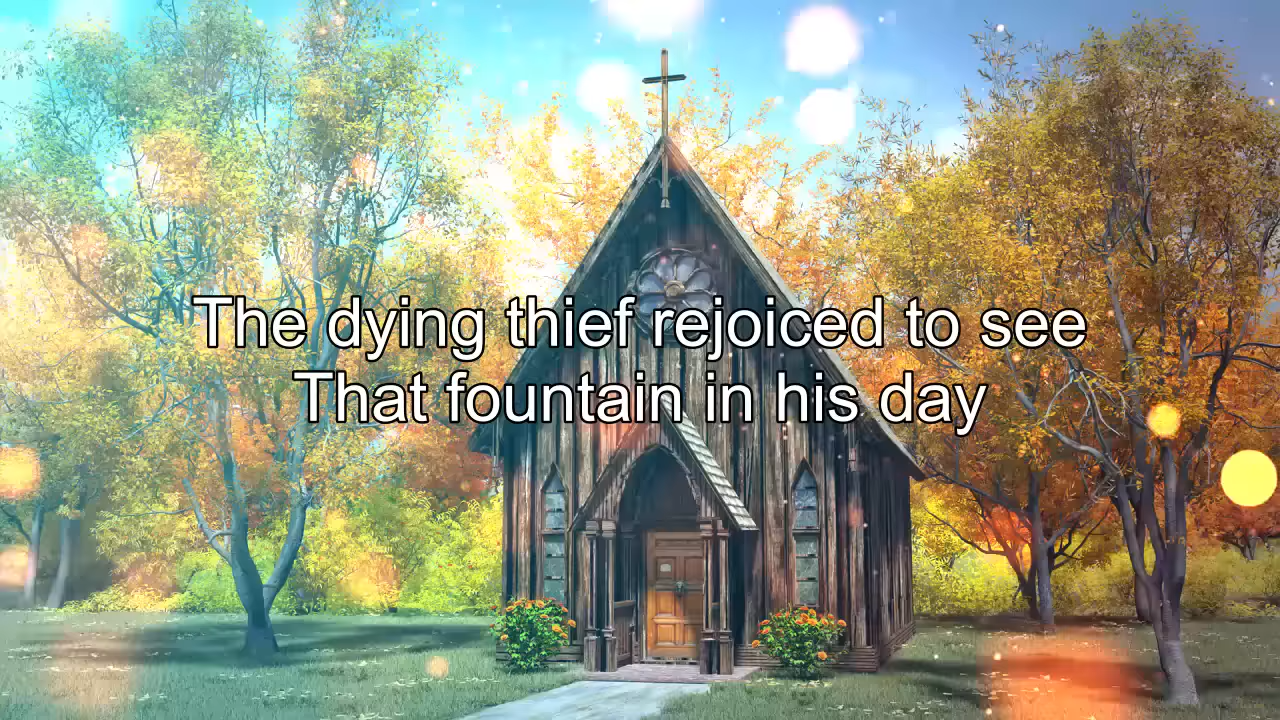 The dying thief rejoiced to see
That fountain in his day